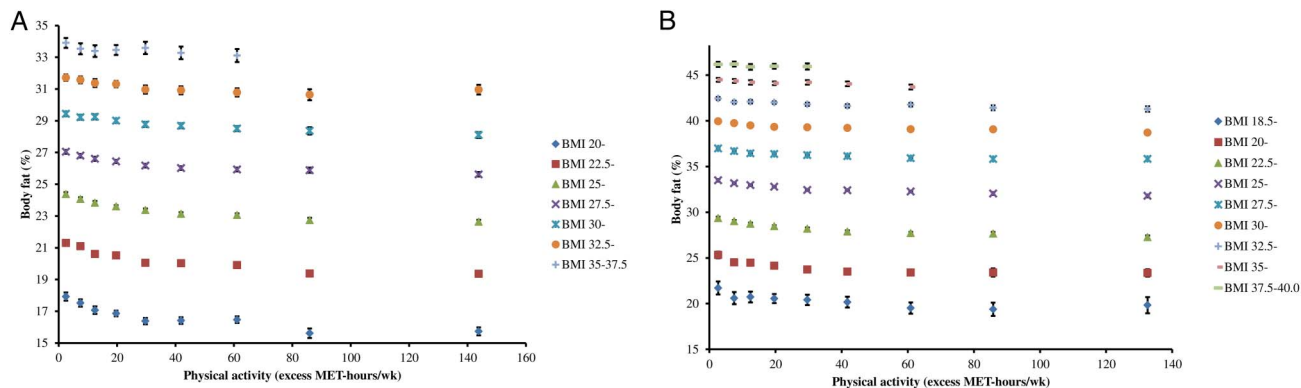 A
35
33
31
29
27
25
23
21
19
17
15
Body fat (%)
0 20 40 60 80 100 120 140 160
Physical activity (excess MET-hours/wk)
BMI 20-
BMI 22.5-
BMI 25-
BMI 27.5-
BMI 30-
BMI 32.5-
BMI 35-37.5
B
45
40
35
30
25
20
15
Body fat (%)
0 20 40 60 80 100 120 140
Physical activity (excess MET-hours/wk)
BMI 18.5-
BMI 20-
BMI 22.5-
BMI 25-
BMI 27.5-
BMI 30-
BMI 32.5-
BMI 35-
BMI 37.5-40.0